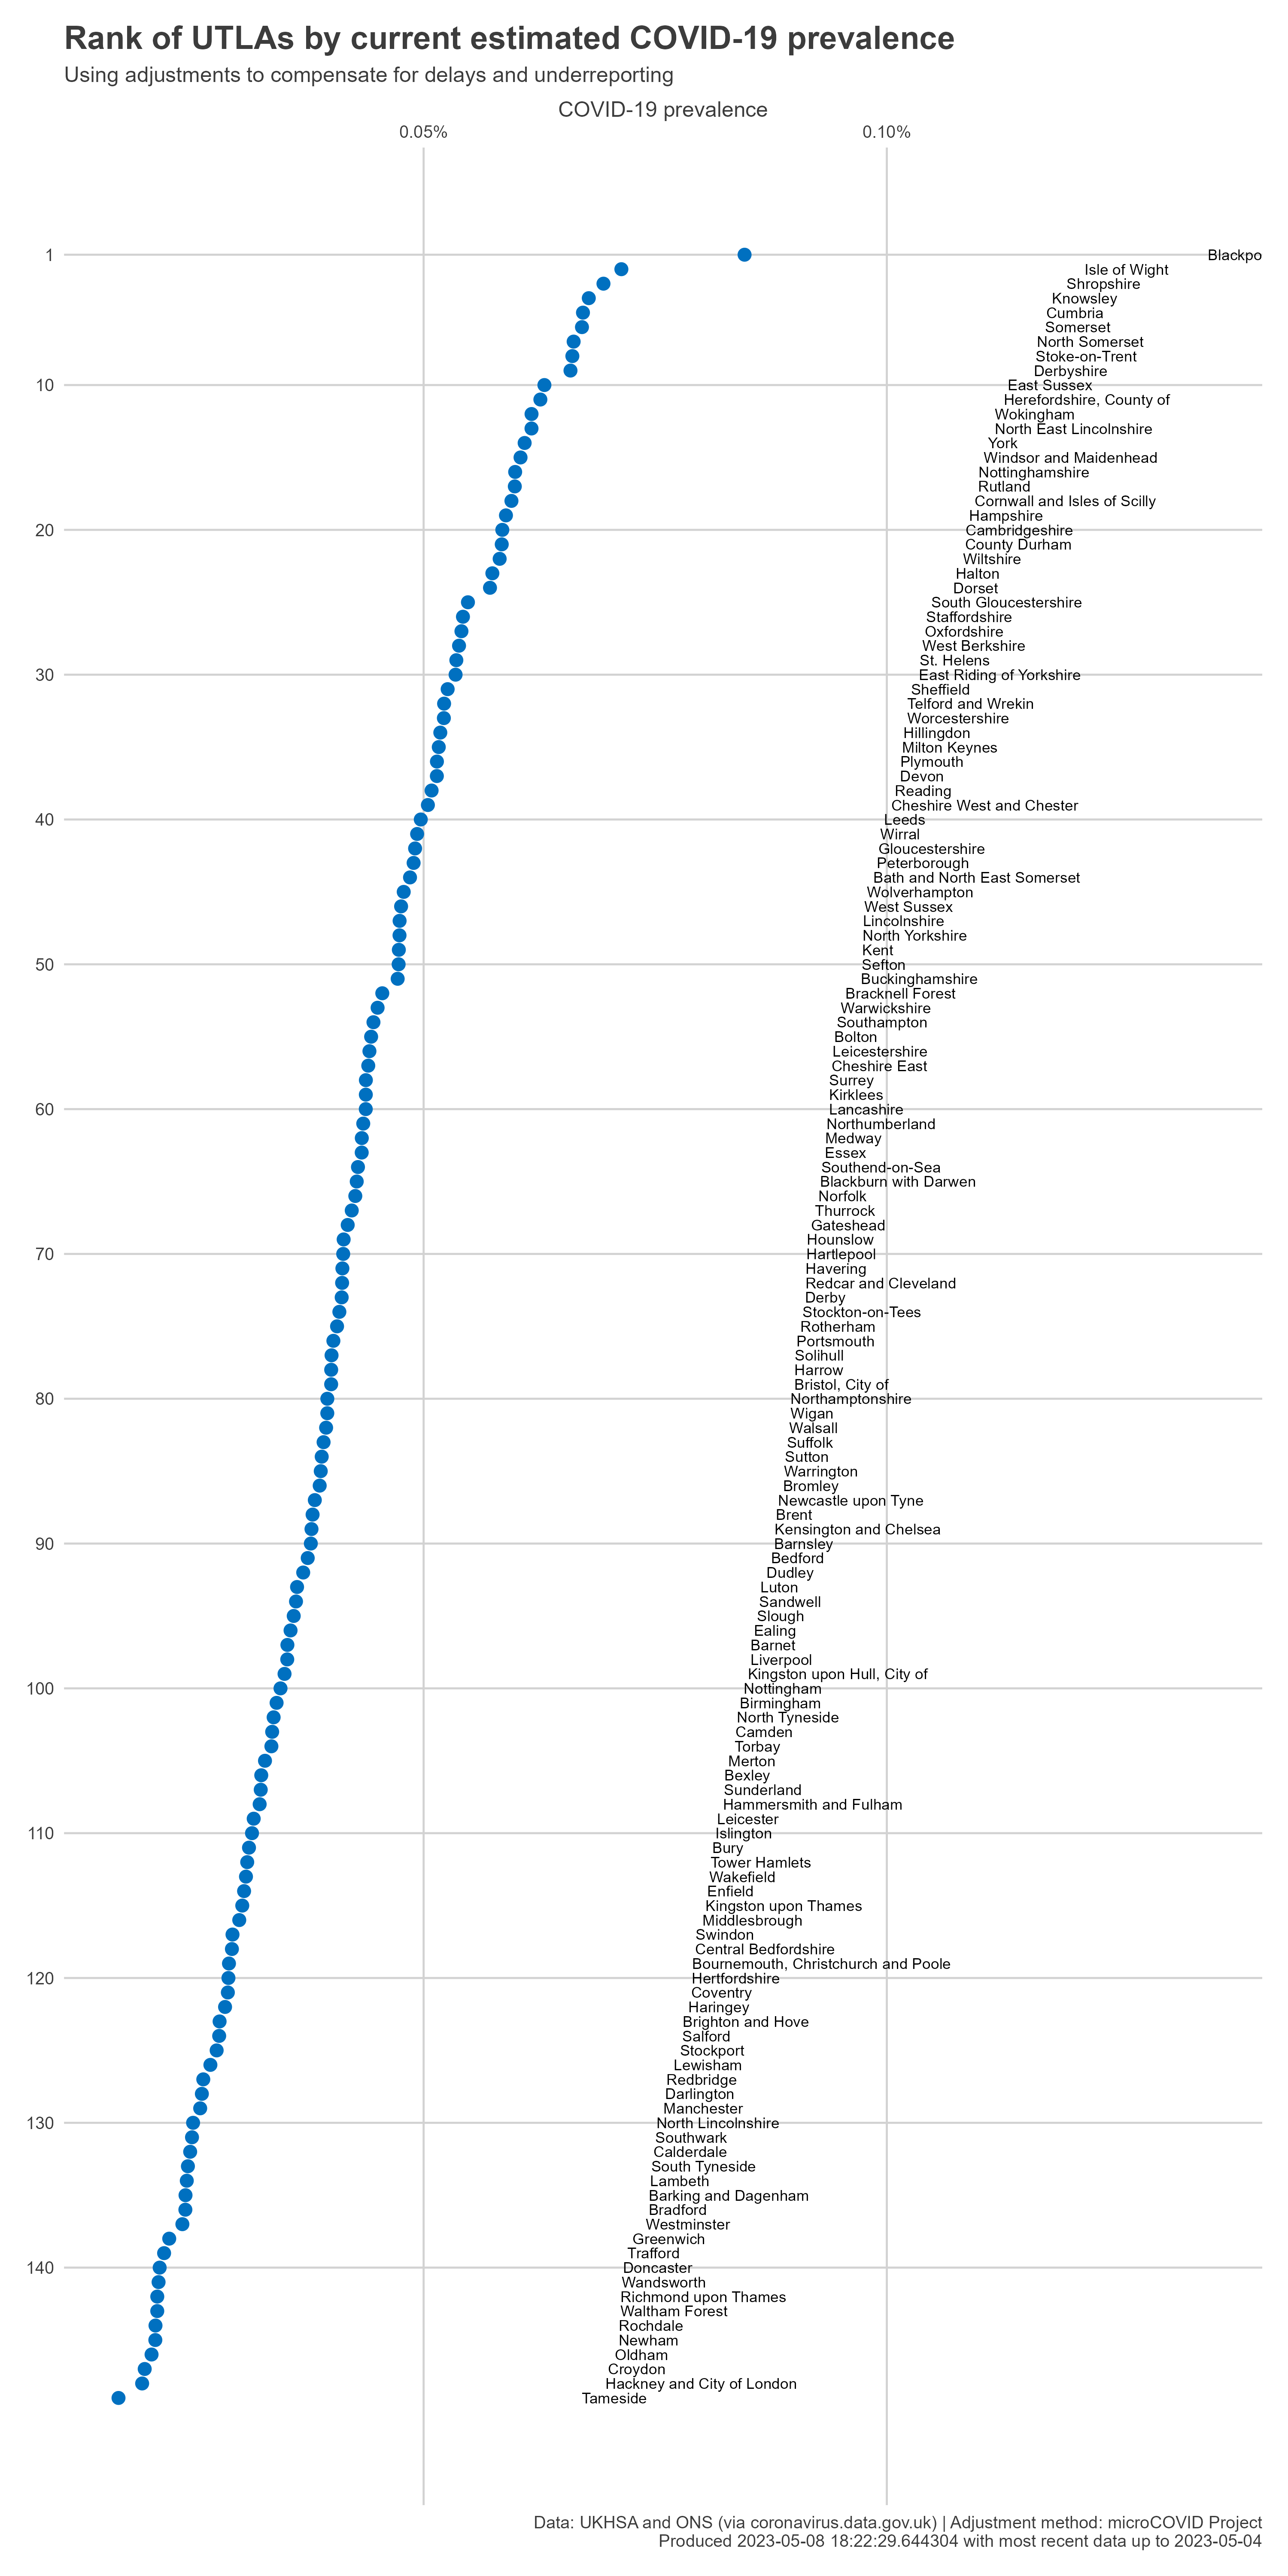 Rank of UTLAs by current estimated COVID-19 prevalence
Using adjustments to compensate for delays and underreporting
COVID-19 prevalence
0.05% 0.10%
1 Blackpo
Isle of Wight
Shropshire
Knowsley
Cumbria
Somerset
North Somerset
Stoke-on-Trent
Derbyshire
10 East Sussex
Herefordshire, County of
Wokingham
North East Lincolnshire
York
Windsor and Maidenhead
Nottinghamshire
Rutland
Cornwall and Isles of Scilly
Hampshire
20 Cambridgeshire
County Durham
Wiltshire
Halton
Dorset
South Gloucestershire
Staffordshire
Oxfordshire
West Berkshire
St. Helens
30 East Riding of Yorkshire
Sheffield
Telford and Wrekin
Worcestershire
Hillingdon
Milton Keynes
Plymouth
Devon
Reading
Cheshire West and Chester
40 Leeds
Wirral
Gloucestershire
Peterborough
Bath and North East Somerset
Wolverhampton
West Sussex
Lincolnshire
North Yorkshire
Kent
50 Sefton
Buckinghamshire
Bracknell Forest
Warwickshire
Southampton
Bolton
Leicestershire
Cheshire East
Surrey
Kirklees
60 Lancashire
Northumberland
Medway
Essex
Southend-on-Sea
Blackburn with Darwen
Norfolk
Thurrock
Gateshead
Hounslow
70 Hartlepool
Havering
Redcar and Cleveland
Derby
Stockton-on-Tees
Rotherham
Portsmouth
Solihull
Harrow
Bristol, City of
80 Northamptonshire
Wigan
Walsall
Suffolk
Sutton
Warrington
Bromley
Newcastle upon Tyne
Brent
Kensington and Chelsea
90 Barnsley
Bedford
Dudley
Luton
Sandwell
Slough
Ealing
Barnet
Liverpool
Kingston upon Hull, City of
100 Nottingham
Birmingham
North Tyneside
Camden
Torbay
Merton
Bexley
Sunderland
Hammersmith and Fulham
Leicester
110 Islington
Bury
Tower Hamlets
Wakefield
Enfield
Kingston upon Thames
Middlesbrough
Swindon
Central Bedfordshire
Bournemouth, Christchurch and Poole
120 Hertfordshire
Coventry
Haringey
Brighton and Hove
Salford
Stockport
Lewisham
Redbridge
Darlington
Manchester
130 North Lincolnshire
Southwark
Calderdale
South Tyneside
Lambeth
Barking and Dagenham
Bradford
Westminster
Greenwich
Trafford
140 Doncaster
Wandsworth
Richmond upon Thames
Waltham Forest
Rochdale
Newham
Oldham
Croydon
Hackney and City of London
Tameside
Data: UKHSA and ONS (via coronavirus.data.gov.uk) | Adjustment method: microCOVID Project
Produced 2023-05-08 18:22:29.644304 with most recent data up to 2023-05-04